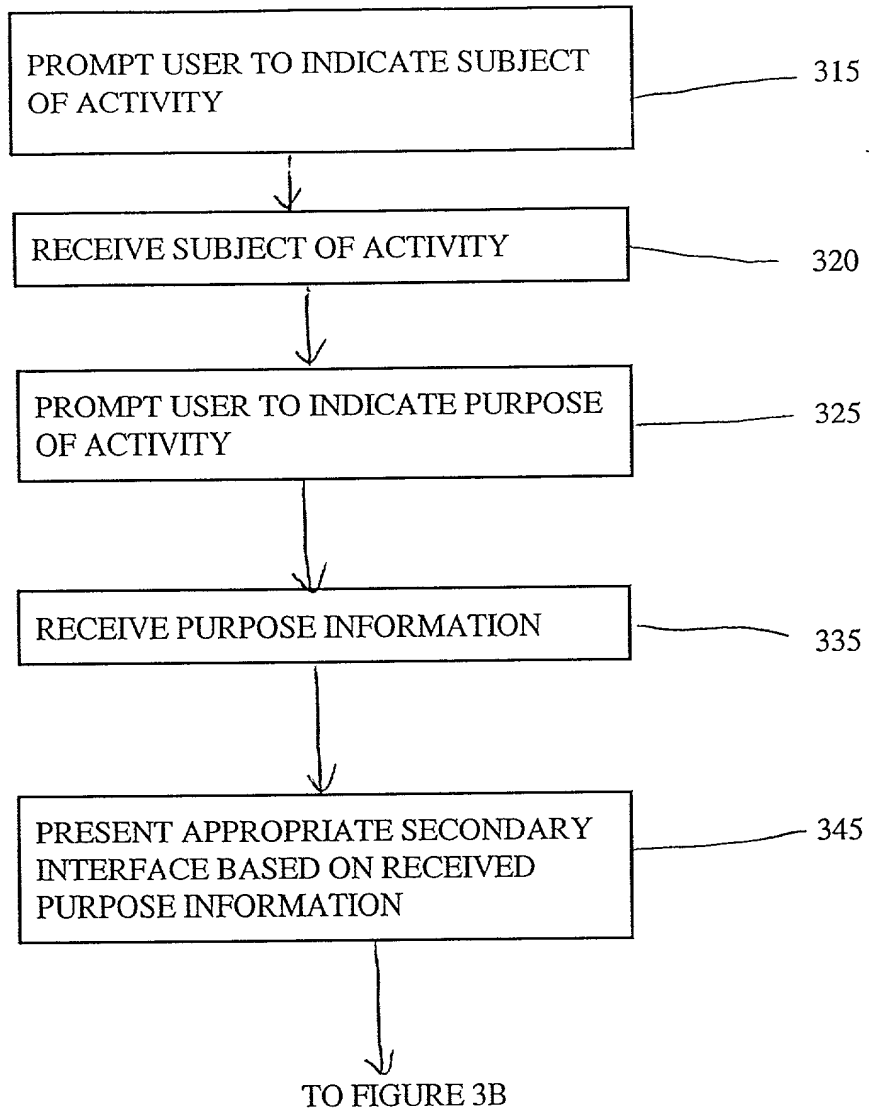 PROMPT USER TO INDICATE SUBJECT
OF ACTIVITY
315
RECEIVE SUBJECT OF ACTIVITY
320
PROMPT USER TO INDICATE PURPOSE
OF ACTIVITY
325
RECEIVE PURPOSE INFORMATION
335
PRESENT APPROPRIATE SECONDARY
INTERFACE BASED ON RECEIVED
PURPOSE INFORMATION
345
TO FIGURE 3B